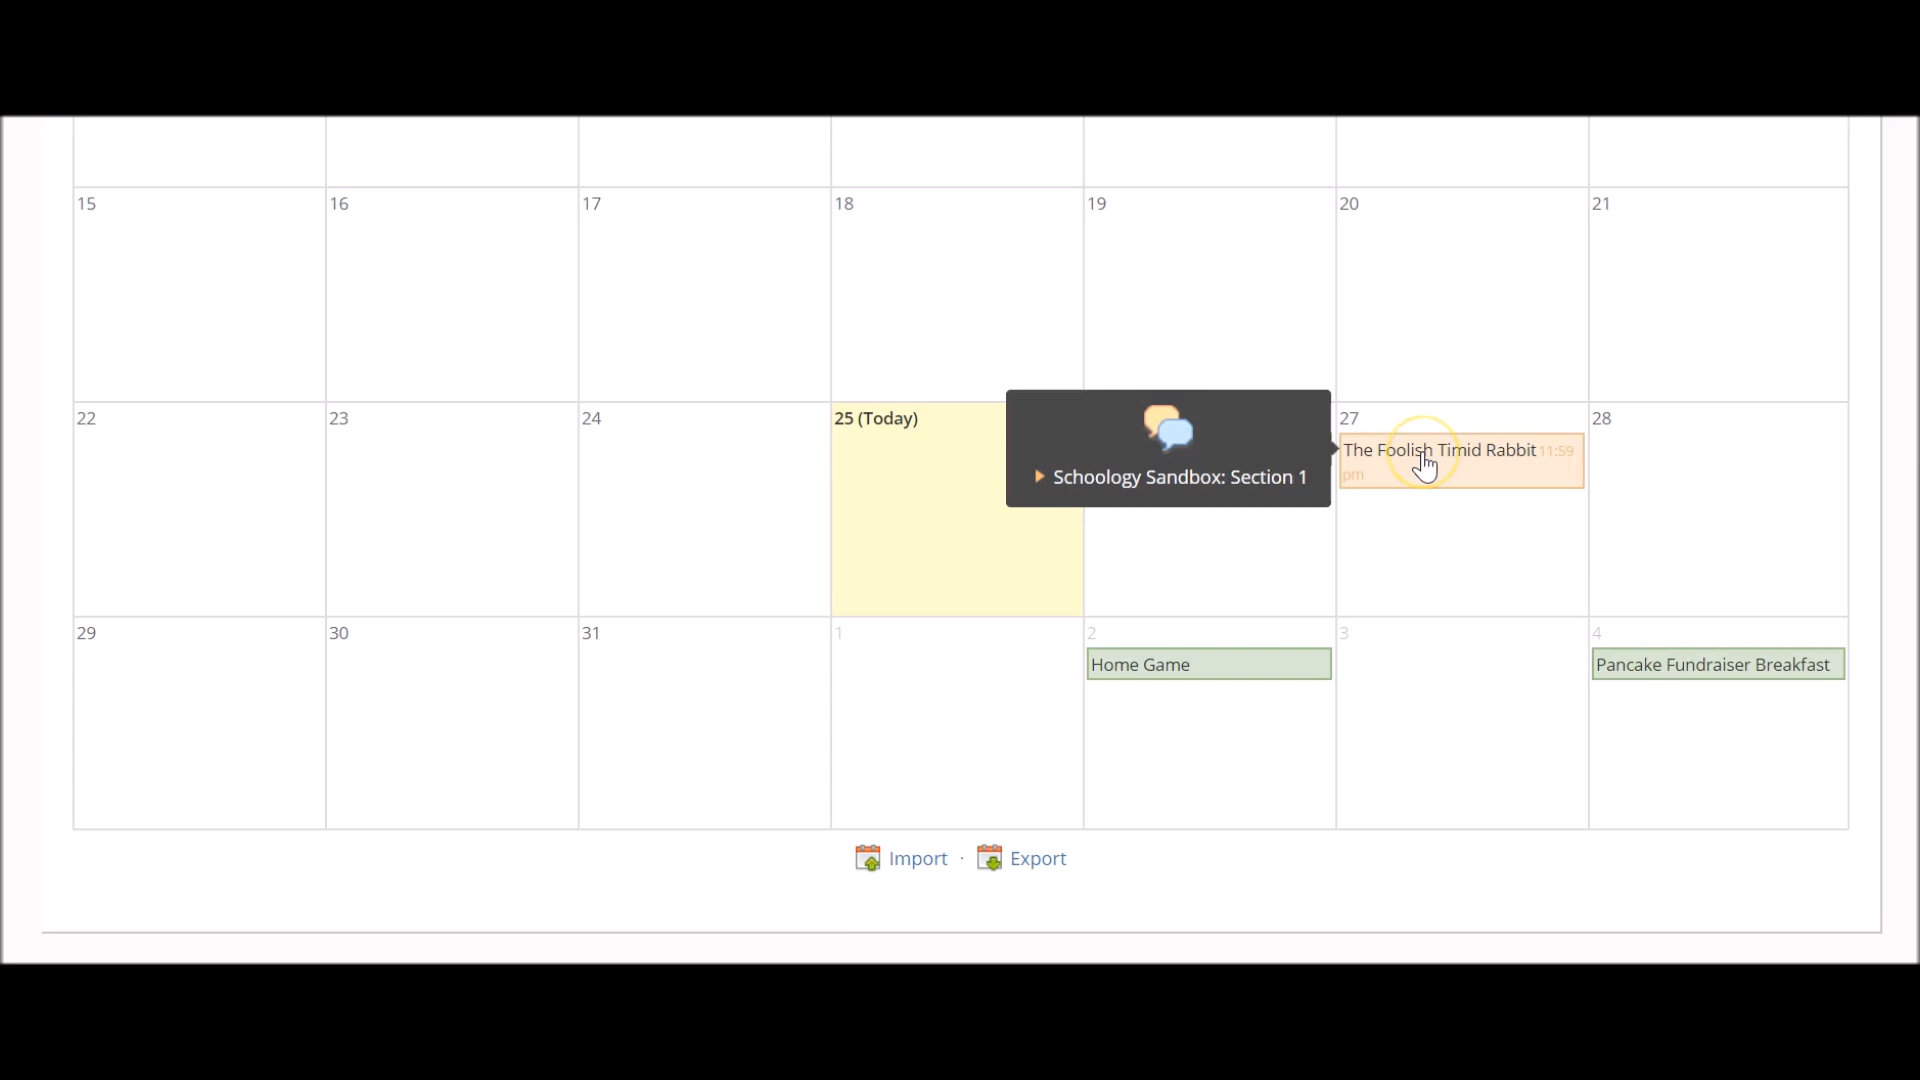 15 16 17 18 19 20 21
22 23 24 25 (Today) 27 28
The Foolish Timid Rabbit 11:59
pm
Schoology Sandbox: Section 1
29 30 31 1 2 3 4
Home Game Pancake Fundraiser Breakfast
Import · Export